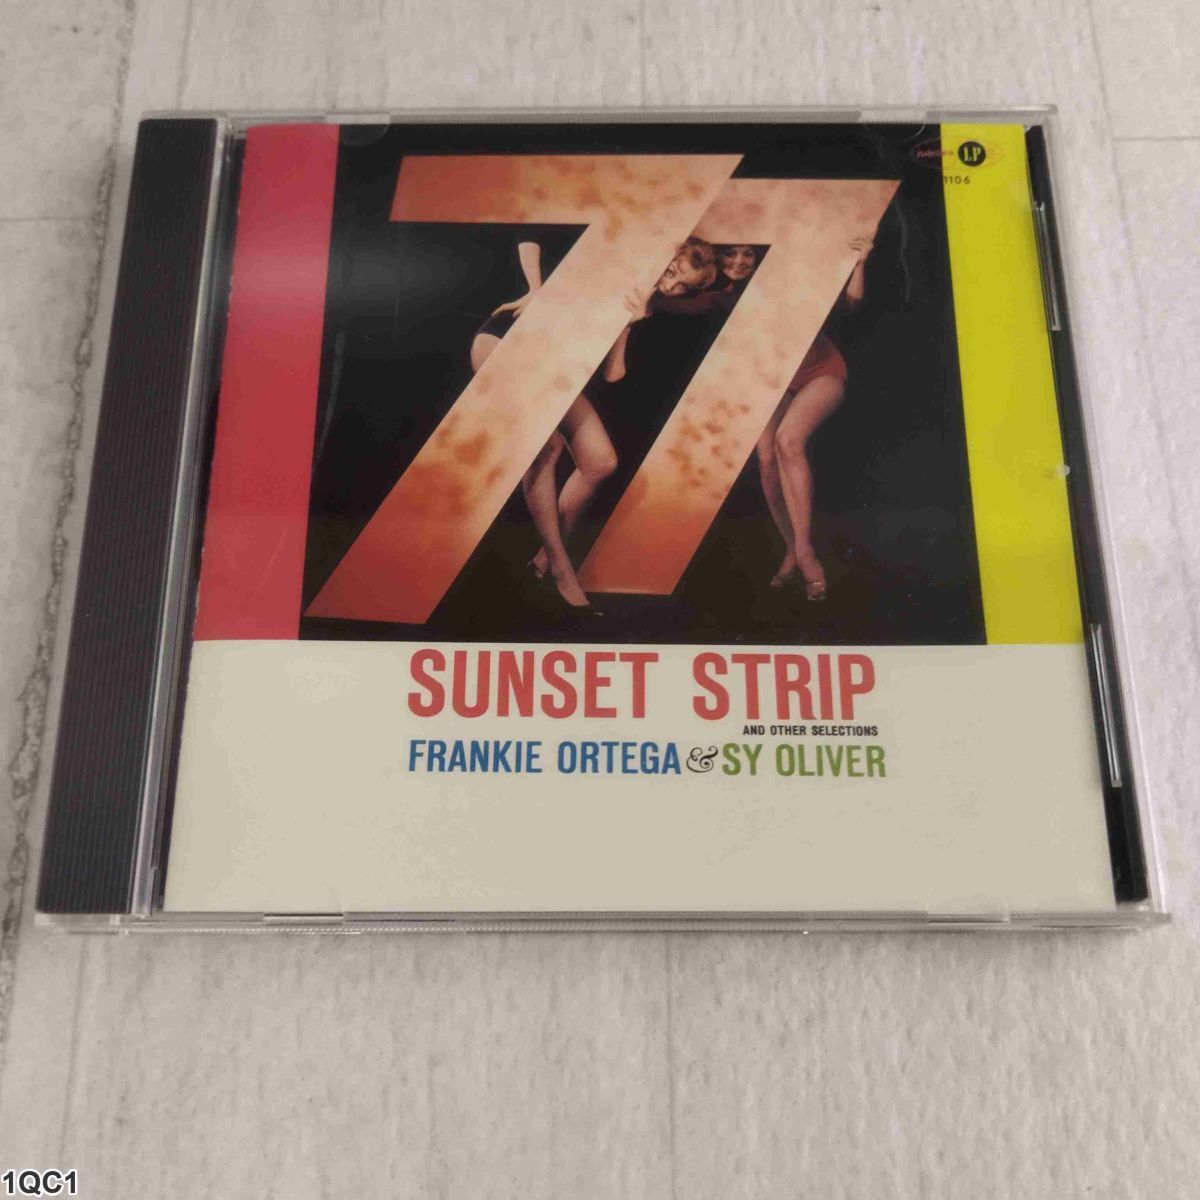 77
LP
1106
SUNSET STRIP
AND OTHER SELECTIONS
FRANKIE ORTEGA & SY OLIVER
1QC1